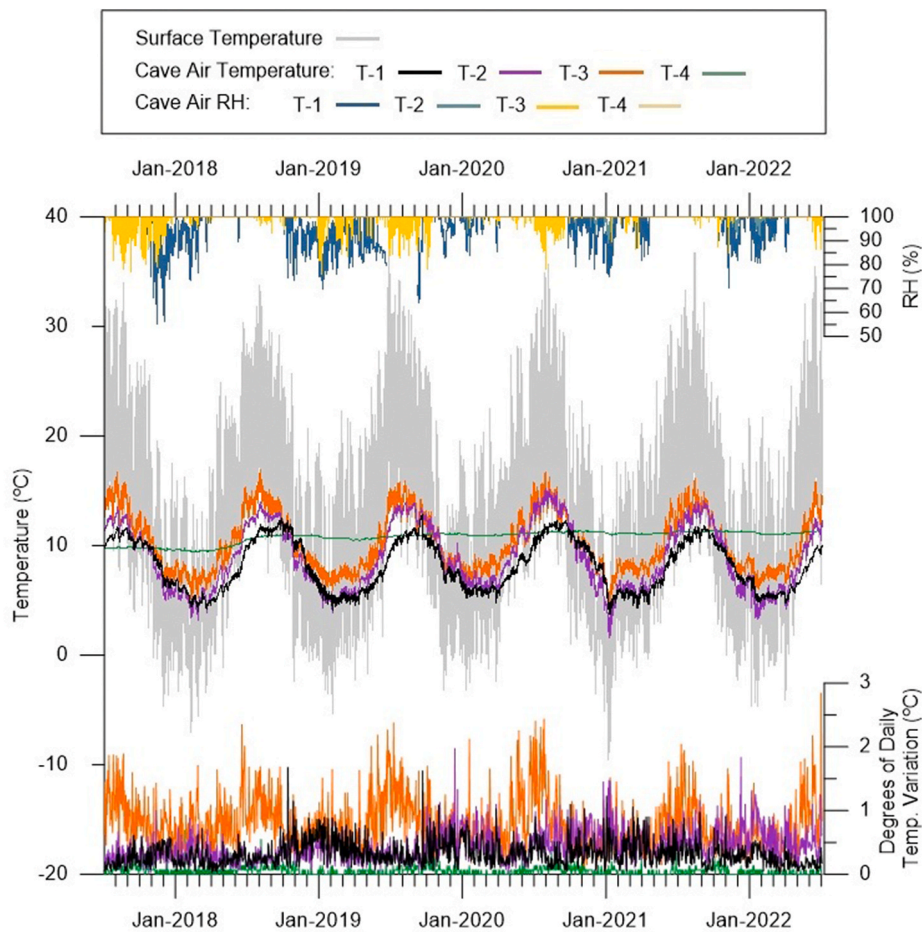 Surface Temperature
Cave Air Temperature: T-1 T-2 T-3 T-4
Cave Air RH: T-1 T-2 T-3 T-4
Jan-2018 Jan-2019 Jan-2020 Jan-2021 Jan-2022
40
30
20
10
0
-10
-20
Temperature (ºC)
100
90
80
70
60
50
RH (%)
3
2
1
0
Degrees of Daily
Temp. Variation (ºC)
Jan-2018 Jan-2019 Jan-2020 Jan-2021 Jan-2022